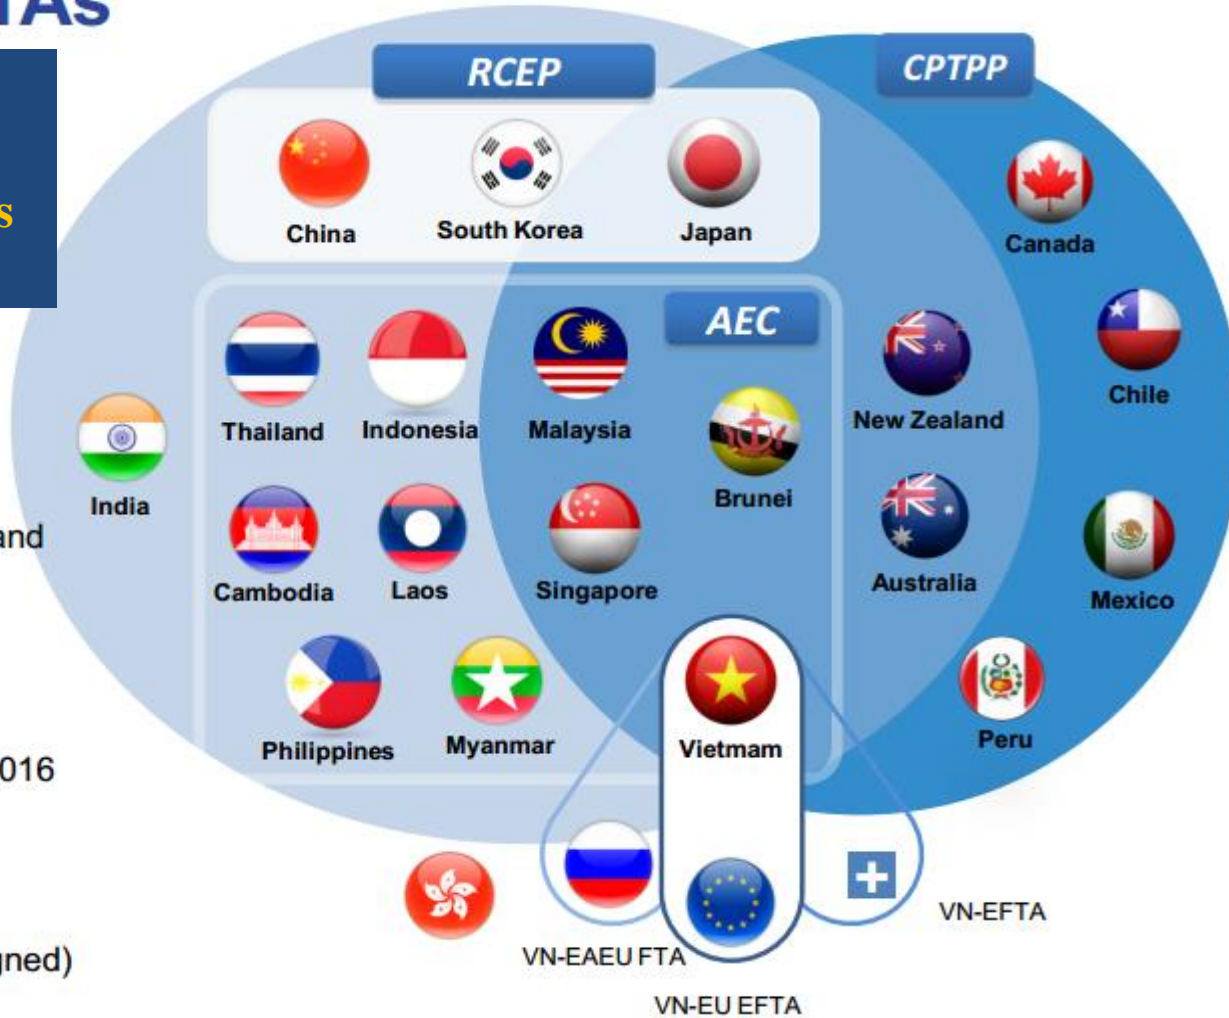 TAs
s
RCEP
CPTPP
China
South Korea
Japan
Canada
AEC
Thailand
Indonesia
Malaysia
Brunei
New Zealand
Chile
India
Cambodia
Laos
Singapore
Australia
Mexico
and
Philippines
Myanmar
Vietmam
Peru
016
VN-EFTA
gned)
VN-EAEU FTA
VN-EU EFTA